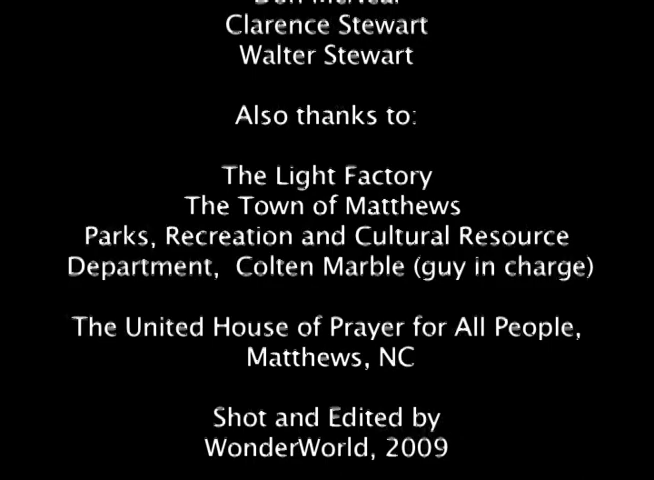 Clarence Stewart
Walter Stewart
Also thanks to:
The Light Factory
The Town of Matthews
Parks, Recreation and Cultural Resource
Department, Colten Marble (guy in charge)
The United House of Prayer for All People,
Matthews, NC
Shot and Edited by
WonderWorld, 2009